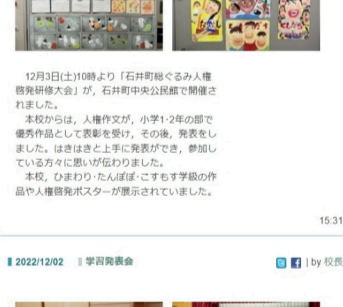 12月3日(土)10時より「石井町総ぐるみ人権
啓発研修大会」が，石井町中央公民館で開催さ
れました。
本校からは，人権作文が，小学1･2年の部で
優秀作品として表彰を受け，その後，発表をし
ました。はきはきと上手に発表ができ，参加し
ている方々に思いが伝わりました。
本校，ひまわり･たんぽぽ･こすもす学級の作
品や人権啓発ポスターが展示されていました。
15:31
2022/12/02 学習発表会 | by 校長